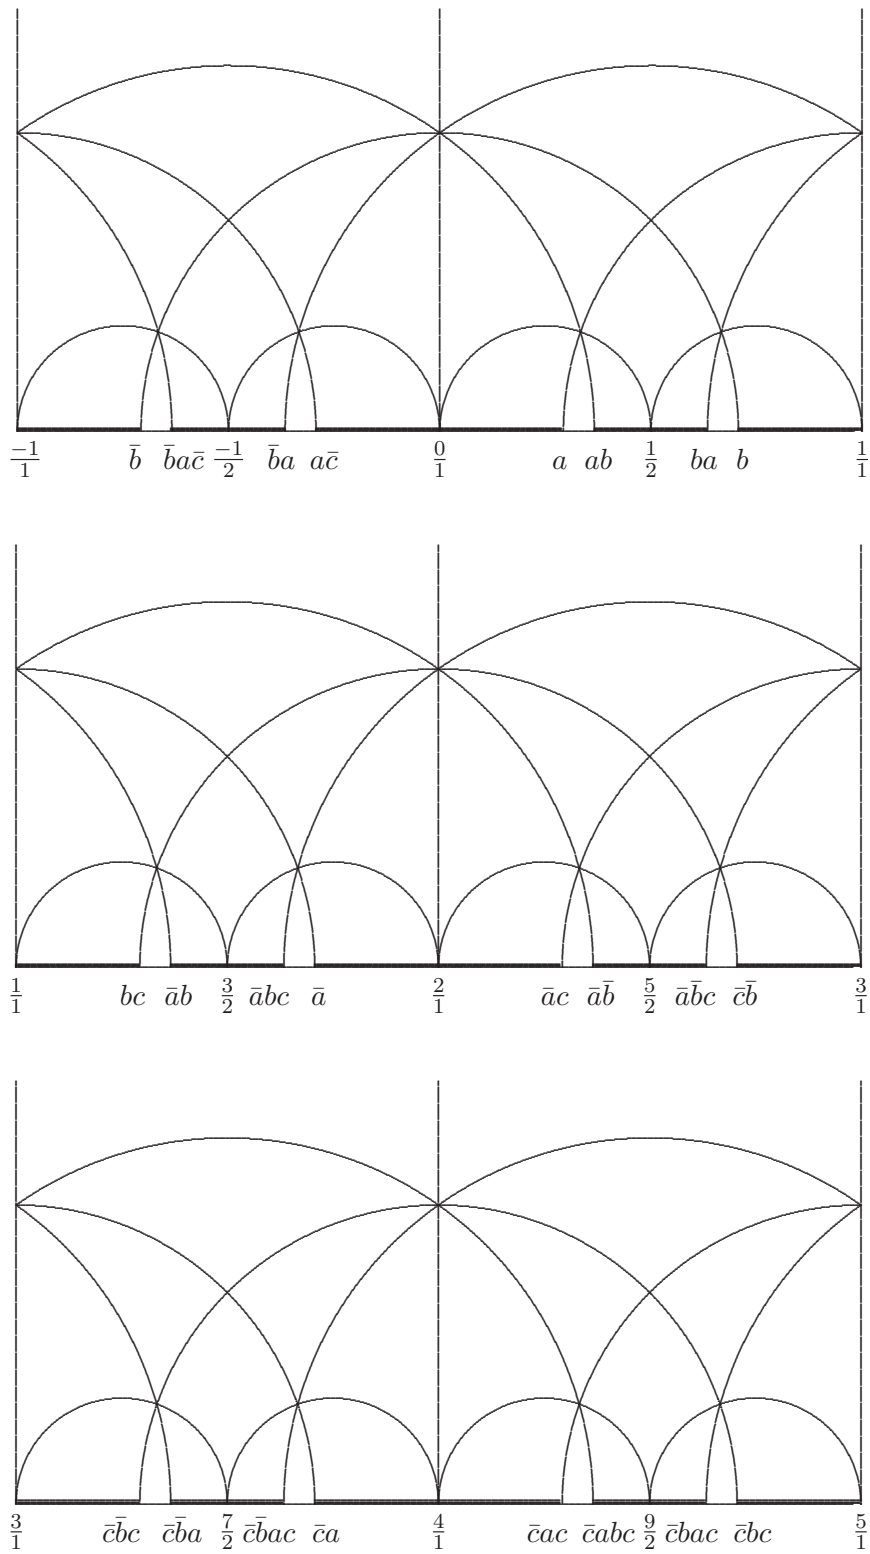 -1/1 b̄ b̄ac̄ -1/2 b̄a ac̄ 0/1 a ab 1/2 ba b 1/1
1/1 bc āb 3/2 ābc ā 2/1 āc āb̄ 5/2 āb̄c c̄b̄ 3/1
3/1 c̄b̄c c̄b̄a 7/2 c̄b̄ac c̄a 4/1 c̄ac c̄abc 9/2 c̄bac c̄bc 5/1